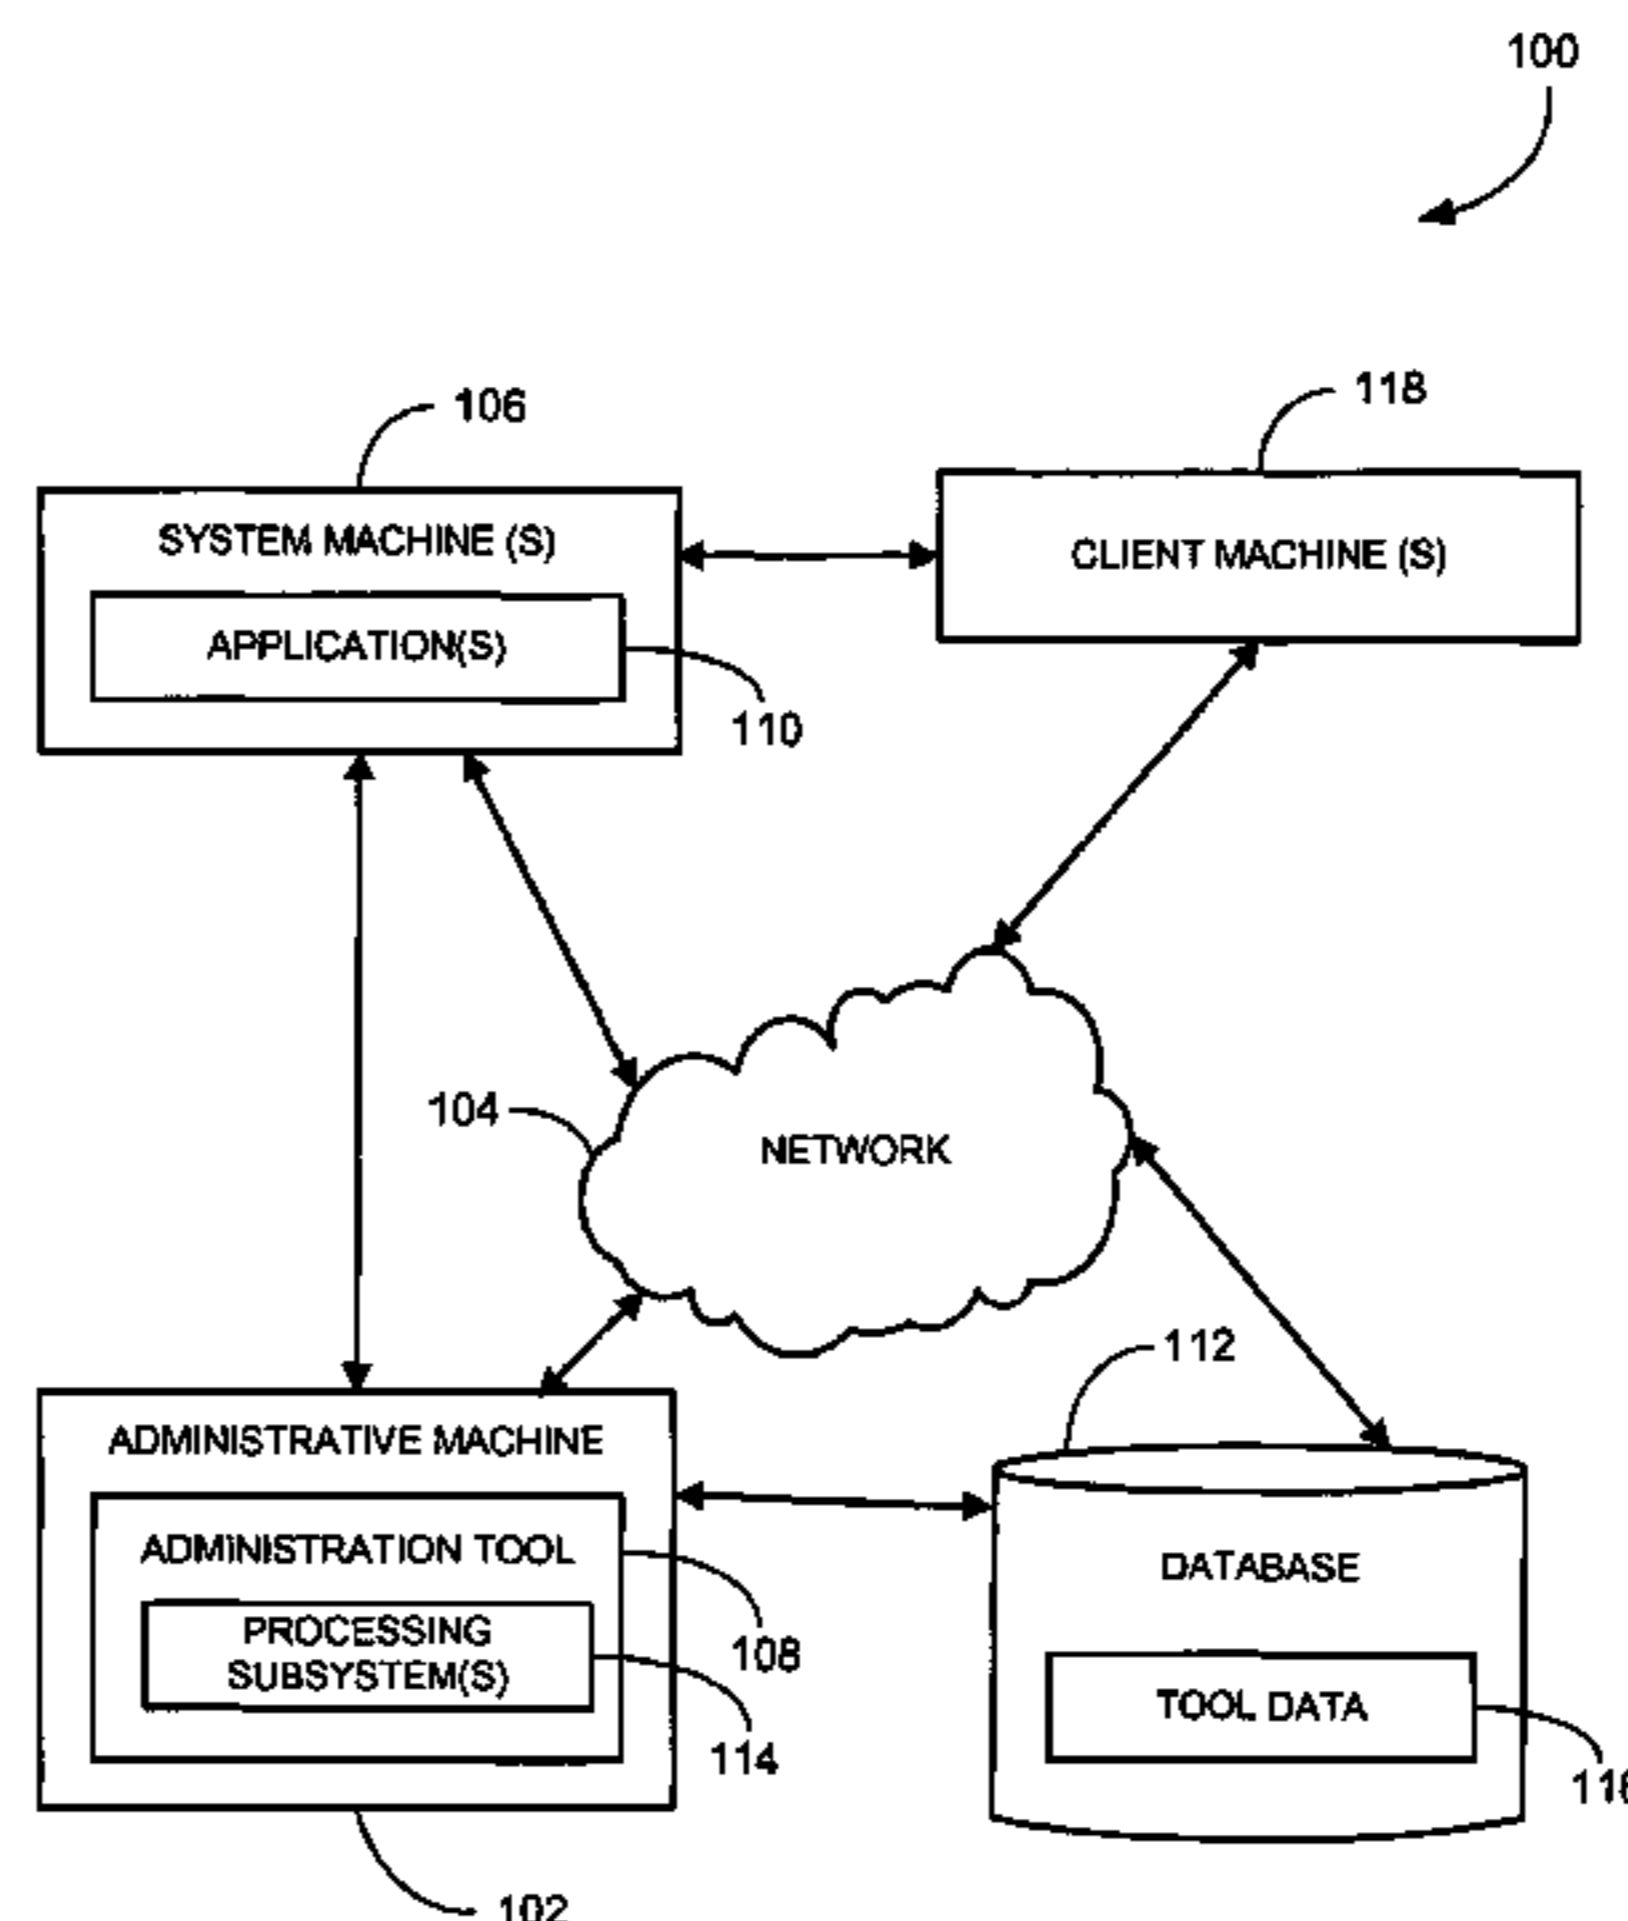 100
106
118
SYSTEM MACHINE (S)
CLIENT MACHINE (S)
APPLICATION(S)
110
104
NETWORK
112
ADMINISTRATIVE MACHINE
ADMINISTRATION TOOL
DATABASE
PROCESSING
SUBSYSTEM(S)
108
TOOL DATA
114
116
102